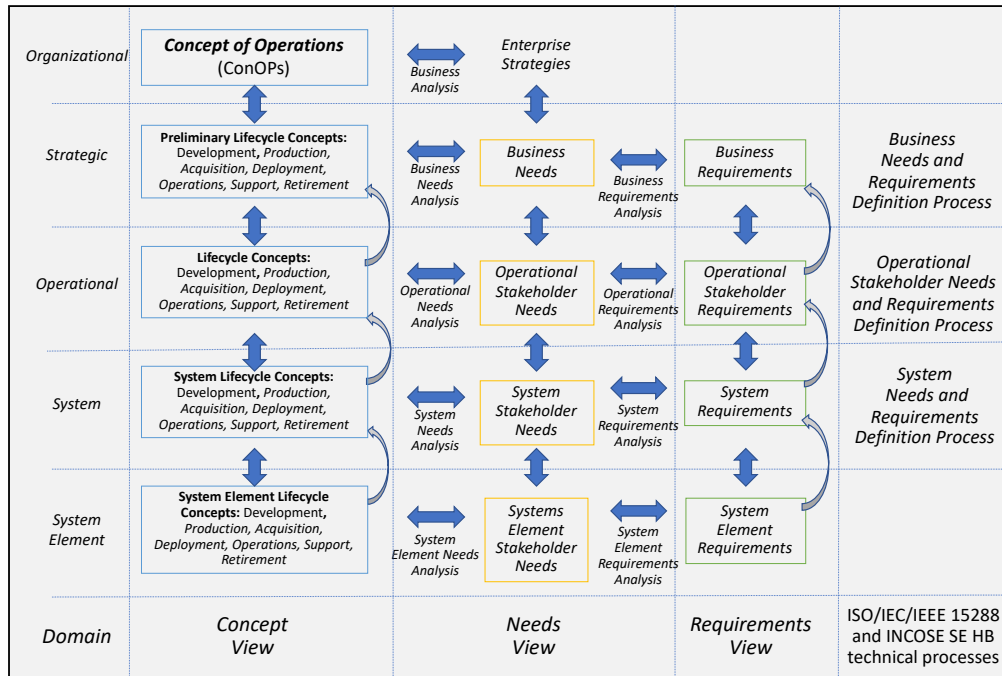 Organizational
Concept of Operations
(ConOPs)
Business
Analysis
Enterprise
Strategies
Strategic
Preliminary Lifecycle Concepts:
Development, Production,
Acquisition, Deployment,
Operations, Support, Retirement
Business
Needs
Analysis
Business
Needs
Business
Requirements
Analysis
Business
Requirements
Business
Needs and
Requirements
Definition Process
Operational
Lifecycle Concepts:
Development, Production,
Acquisition, Deployment,
Operations, Support, Retirement
Operational
Needs
Analysis
Operational
Stakeholder
Needs
Operational
Requirements
Analysis
Operational
Stakeholder
Requirements
Operational
Stakeholder Needs
and Requirements
Definition Process
System
System Lifecycle Concepts:
Development, Production,
Acquisition, Deployment,
Operations, Support, Retirement
System
Needs
Analysis
System
Stakeholder
Needs
System
Requirements
Analysis
System
Requirements
System
Needs and
Requirements
Definition Process
System
Element
System Element Lifecycle
Concepts: Development,
Production, Acquisition,
Deployment, Operations, Support,
Retirement
System
Element Needs
Analysis
Systems
Element
Stakeholder
Needs
System
Element
Requirements
Analysis
System
Element
Requirements
Domain
Concept
View
Needs
View
Requirements
View
ISO/IEC/IEEE 15288
and INCOSE SE HB
technical processes